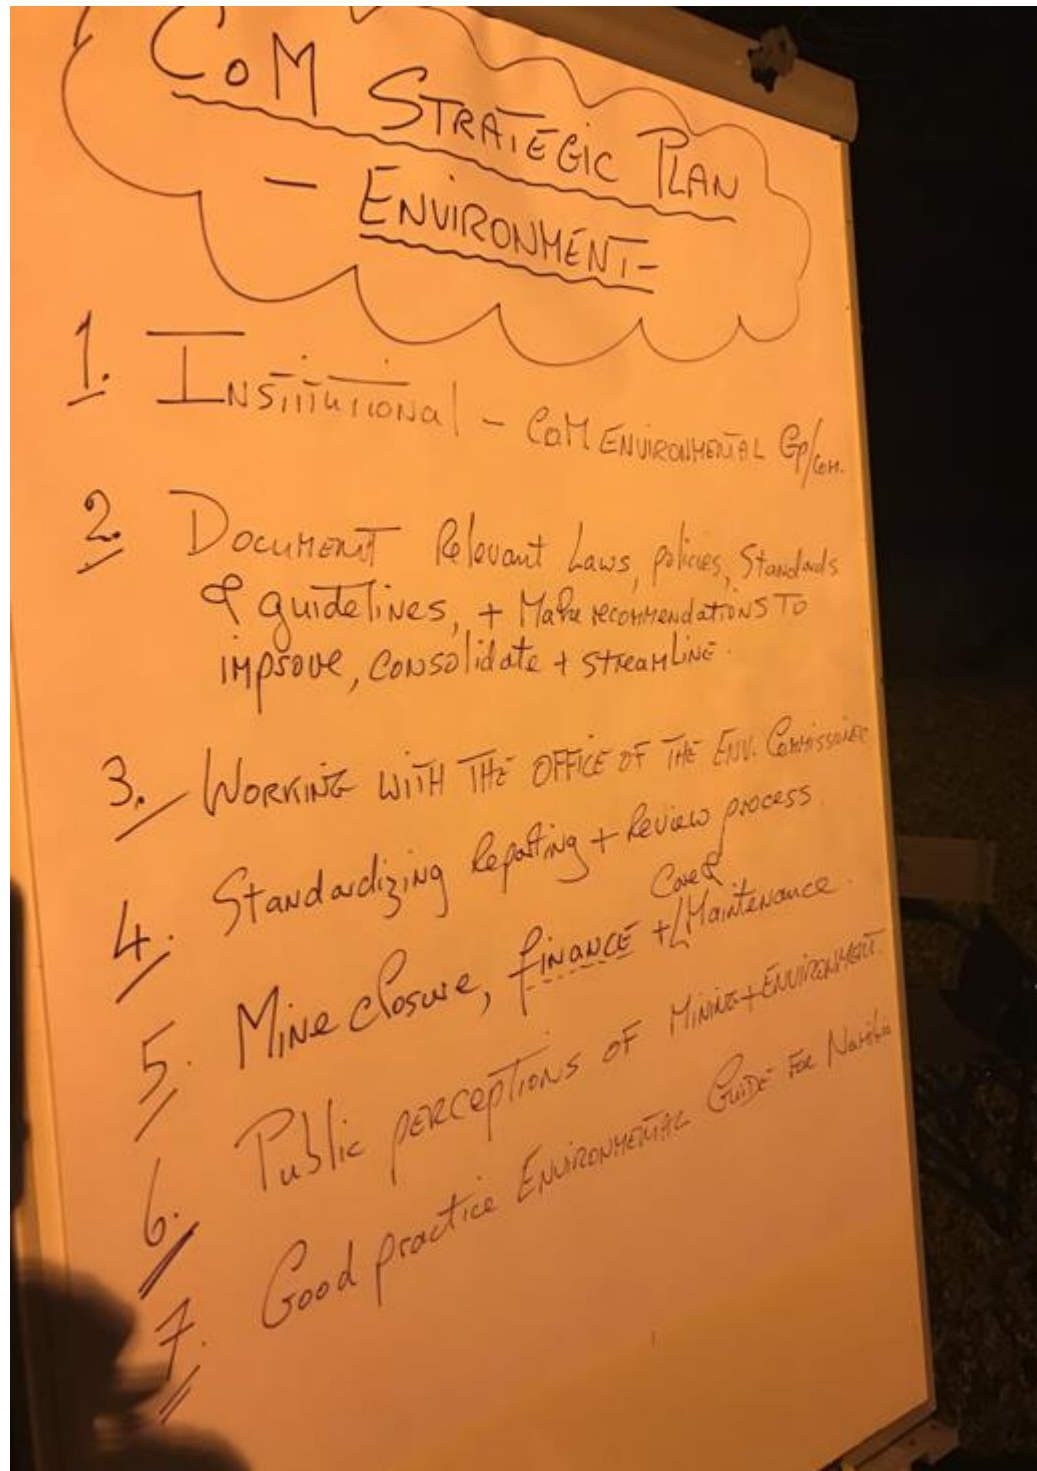 CoM STRATEGIC PLAN
- ENVIRONMENT-
1. INSTITUTIONAL - CoM ENVIRONMENTAL Gp/Com.
2. DOCUMENT Relevant Laws, policies, Standards
& guidelines, + Make recommendations to
improve, consolidate + streamline.
3. WORKING WITH THE OFFICE OF THE ENV. Commissioner
4. Standardizing Reporting + Review process
5. Mine closure, finance + Care & Maintenance.
6. Public perceptions of MINING + ENVIRONMENT.
7. Good practice ENVIRONMENTAL GUIDE FOR Namibia